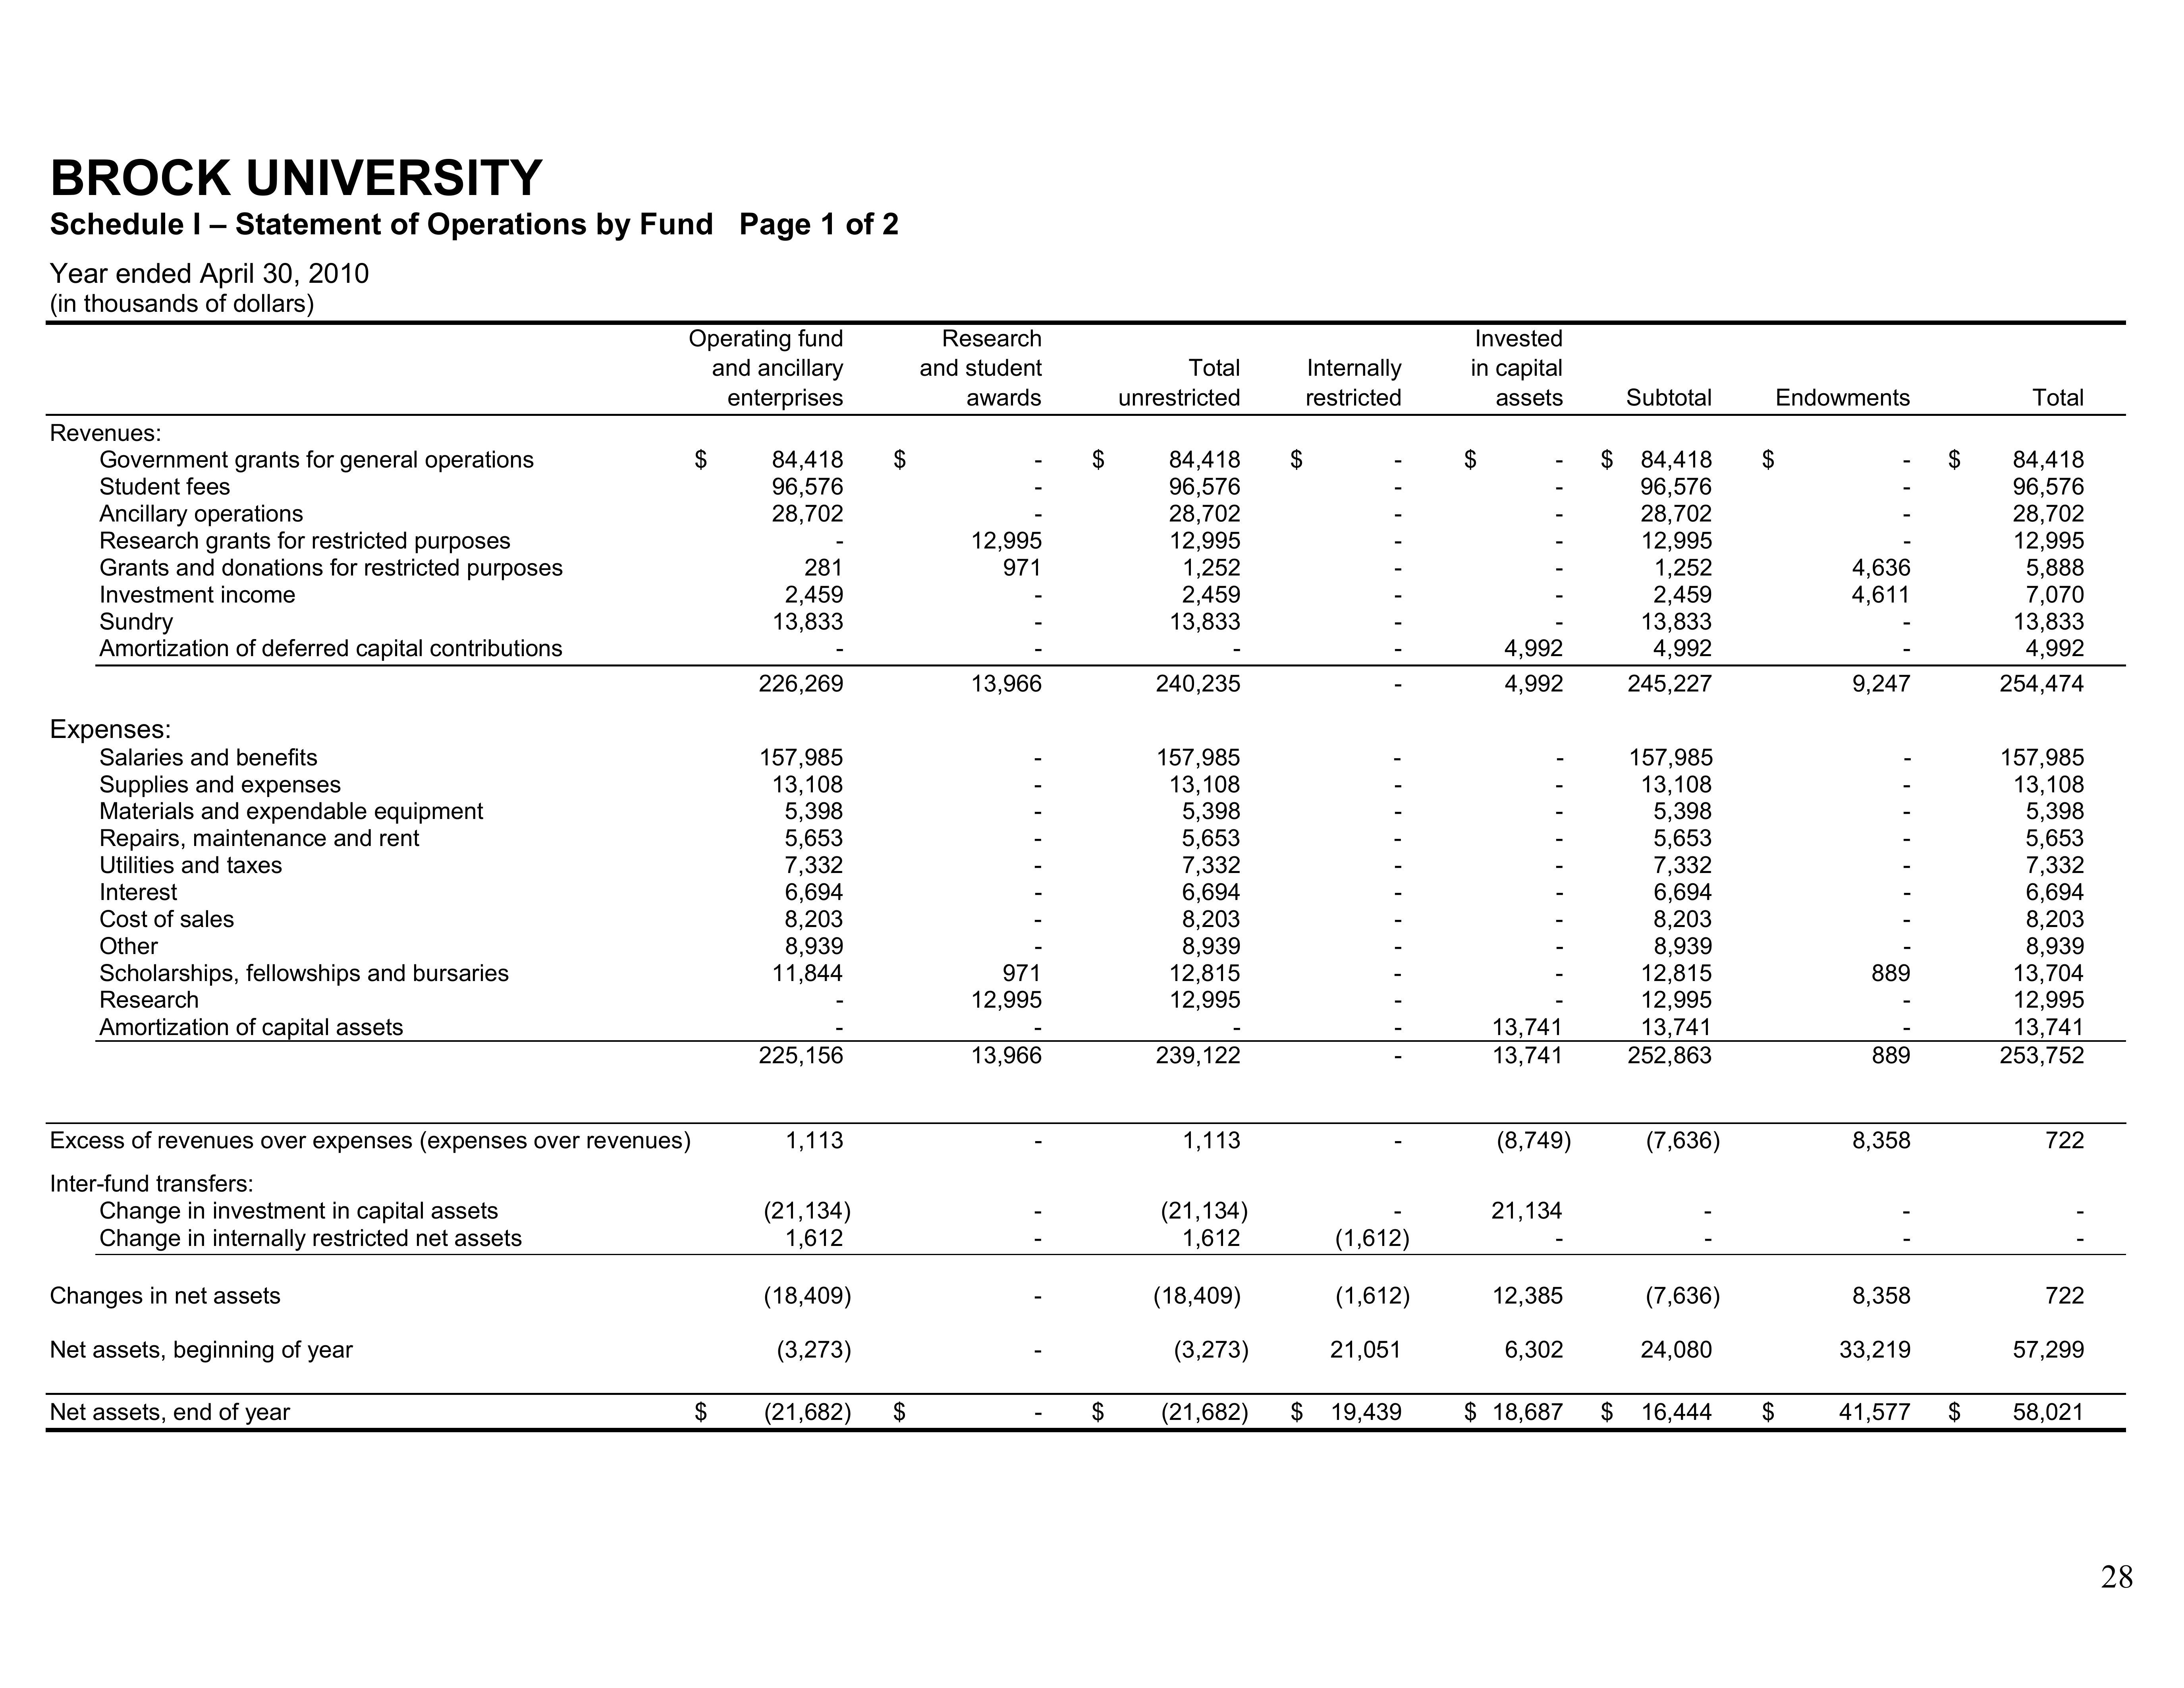 BROCK UNIVERSITY
Schedule I – Statement of Operations by Fund Page 1 of 2
Year ended April 30, 2010
(in thousands of dollars)
Operating fund Research Invested
and ancillary and student Total Internally in capital
enterprises awards unrestricted restricted assets Subtotal Endowments Total
Revenues:
Government grants for general operations $ 84,418 $ - $ 84,418 $ - $ - $ 84,418 $ - $ 84,418
Student fees 96,576 - 96,576 - - 96,576 - 96,576
Ancillary operations 28,702 - 28,702 - - 28,702 - 28,702
Research grants for restricted purposes - 12,995 12,995 - - 12,995 - 12,995
Grants and donations for restricted purposes 281 971 1,252 - - 1,252 4,636 5,888
Investment income 2,459 - 2,459 - - 2,459 4,611 7,070
Sundry 13,833 - 13,833 - - 13,833 - 13,833
Amortization of deferred capital contributions - - - - 4,992 4,992 - 4,992
226,269 13,966 240,235 - 4,992 245,227 9,247 254,474
Expenses:
Salaries and benefits 157,985 - 157,985 - - 157,985 - 157,985
Supplies and expenses 13,108 - 13,108 - - 13,108 - 13,108
Materials and expendable equipment 5,398 - 5,398 - - 5,398 - 5,398
Repairs, maintenance and rent 5,653 - 5,653 - - 5,653 - 5,653
Utilities and taxes 7,332 - 7,332 - - 7,332 - 7,332
Interest 6,694 - 6,694 - - 6,694 - 6,694
Cost of sales 8,203 - 8,203 - - 8,203 - 8,203
Other 8,939 - 8,939 - - 8,939 - 8,939
Scholarships, fellowships and bursaries 11,844 971 12,815 - - 12,815 889 13,704
Research - 12,995 12,995 - - 12,995 - 12,995
Amortization of capital assets - - - - 13,741 13,741 - 13,741
225,156 13,966 239,122 - 13,741 252,863 889 253,752
Excess of revenues over expenses (expenses over revenues) 1,113 - 1,113 - (8,749) (7,636) 8,358 722
Inter-fund transfers:
Change in investment in capital assets (21,134) - (21,134) - 21,134 - - -
Change in internally restricted net assets 1,612 - 1,612 (1,612) - - - -
Changes in net assets (18,409) - (18,409) (1,612) 12,385 (7,636) 8,358 722
Net assets, beginning of year (3,273) - (3,273) 21,051 6,302 24,080 33,219 57,299
Net assets, end of year $ (21,682) $ - $ (21,682) $ 19,439 $ 18,687 $ 16,444 $ 41,577 $ 58,021
28